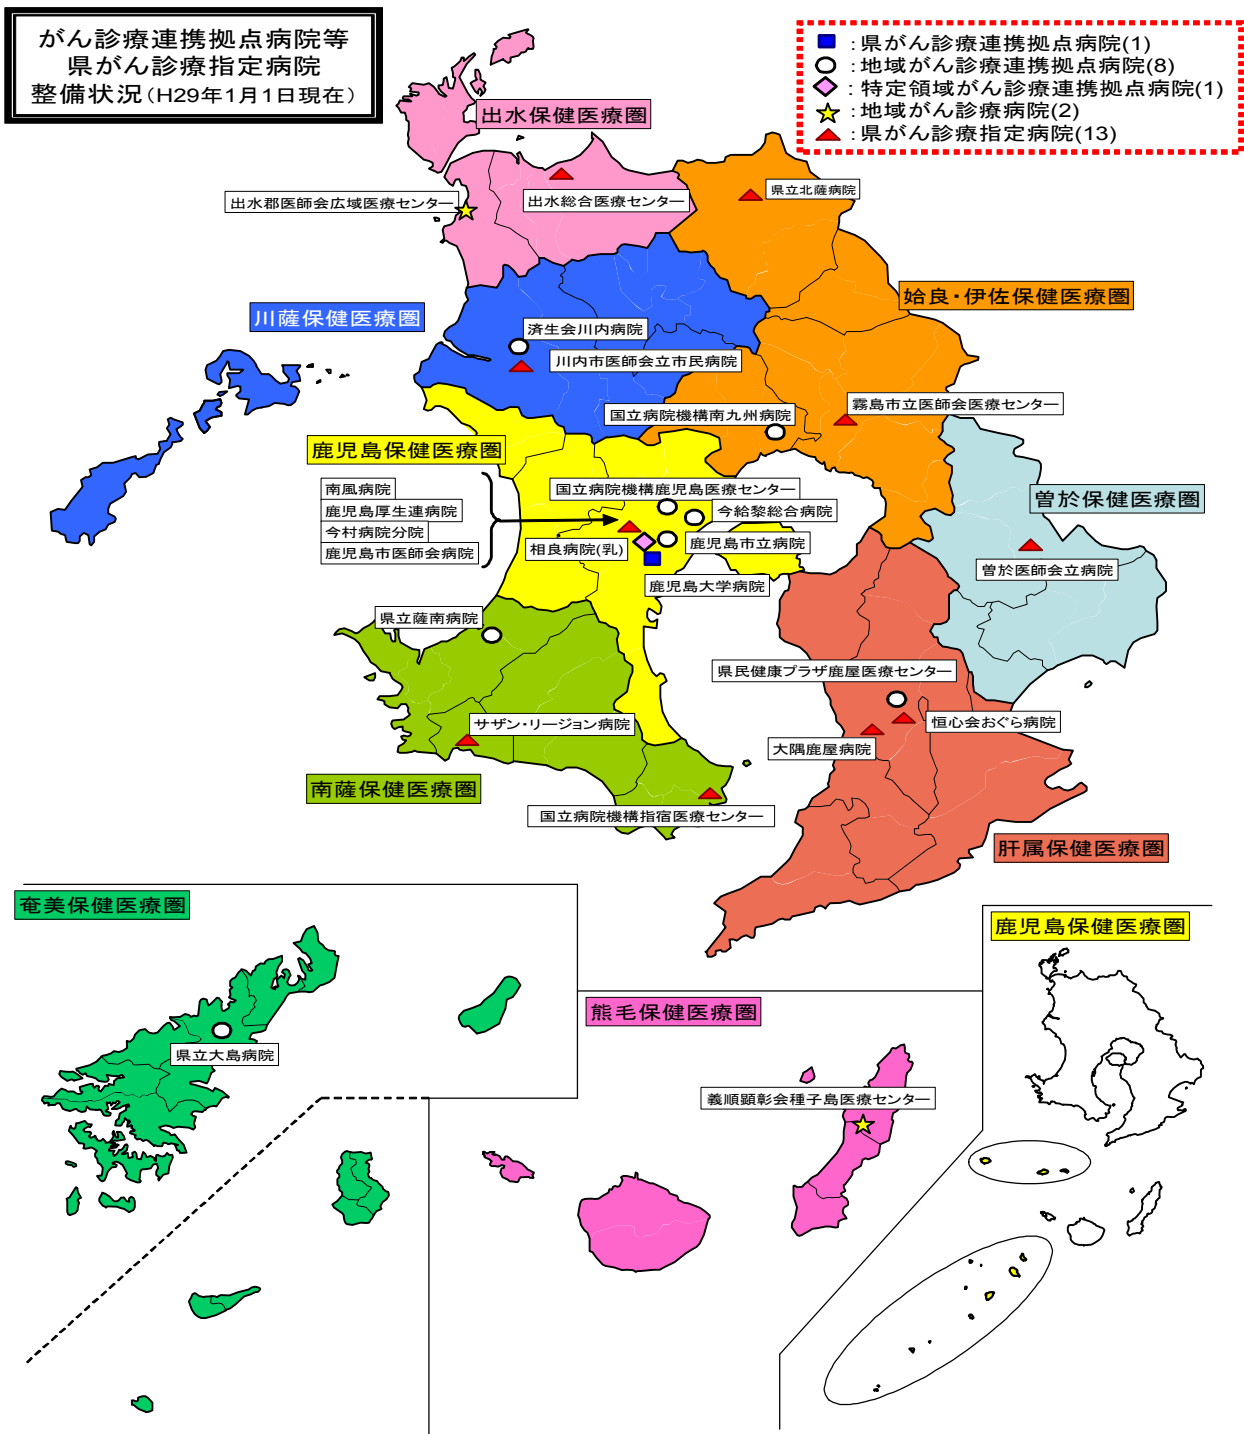 がん診療連携拠点病院等
県がん診療指定病院
整備状況(H29年1月1日現在)
:県がん診療連携拠点病院(1)
:地域がん診療連携拠点病院(8)
:特定領域がん診療連携拠点病院(1)
:地域がん診療病院(2)
:県がん診療指定病院(13)
出水保健医療圏
出水郡医師会広域医療センター
出水総合医療センター
県立北薩病院
姶良・伊佐保健医療圏
川薩保健医療圏
済生会川内病院
川内市医師会立市民病院
国立病院機構南九州病院
霧島市立医師会医療センター
鹿児島保健医療圏
南風病院
鹿児島厚生連病院
今村病院分院
鹿児島市医師会病院
国立病院機構鹿児島医療センター
今給黎総合病院
相良病院(乳)
鹿児島市立病院
鹿児島大学病院
曽於保健医療圏
曽於医師会立病院
県立薩南病院
県民健康プラザ鹿屋医療センター
サザン・リージョン病院
恒心会おぐら病院
大隅鹿屋病院
南薩保健医療圏
国立病院機構指宿医療センター
肝属保健医療圏
奄美保健医療圏
県立大島病院
熊毛保健医療圏
義順顕彰会種子島医療センター
鹿児島保健医療圏